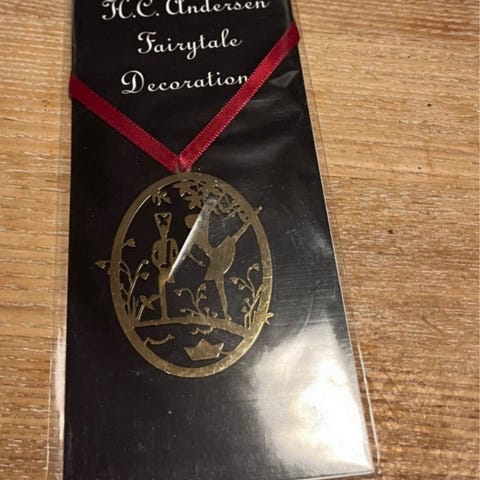 H.C. Andersen
Fairytale
Decoration